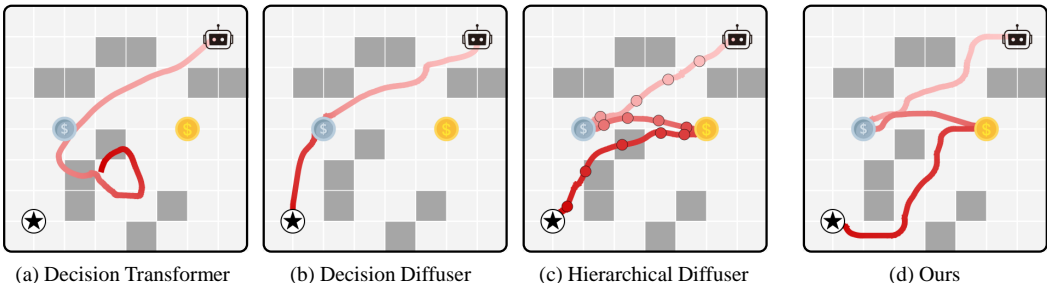 $ $ $ $ $ $ $ $
(a) Decision Transformer (b) Decision Diffuser (c) Hierarchical Diffuser (d) Ours